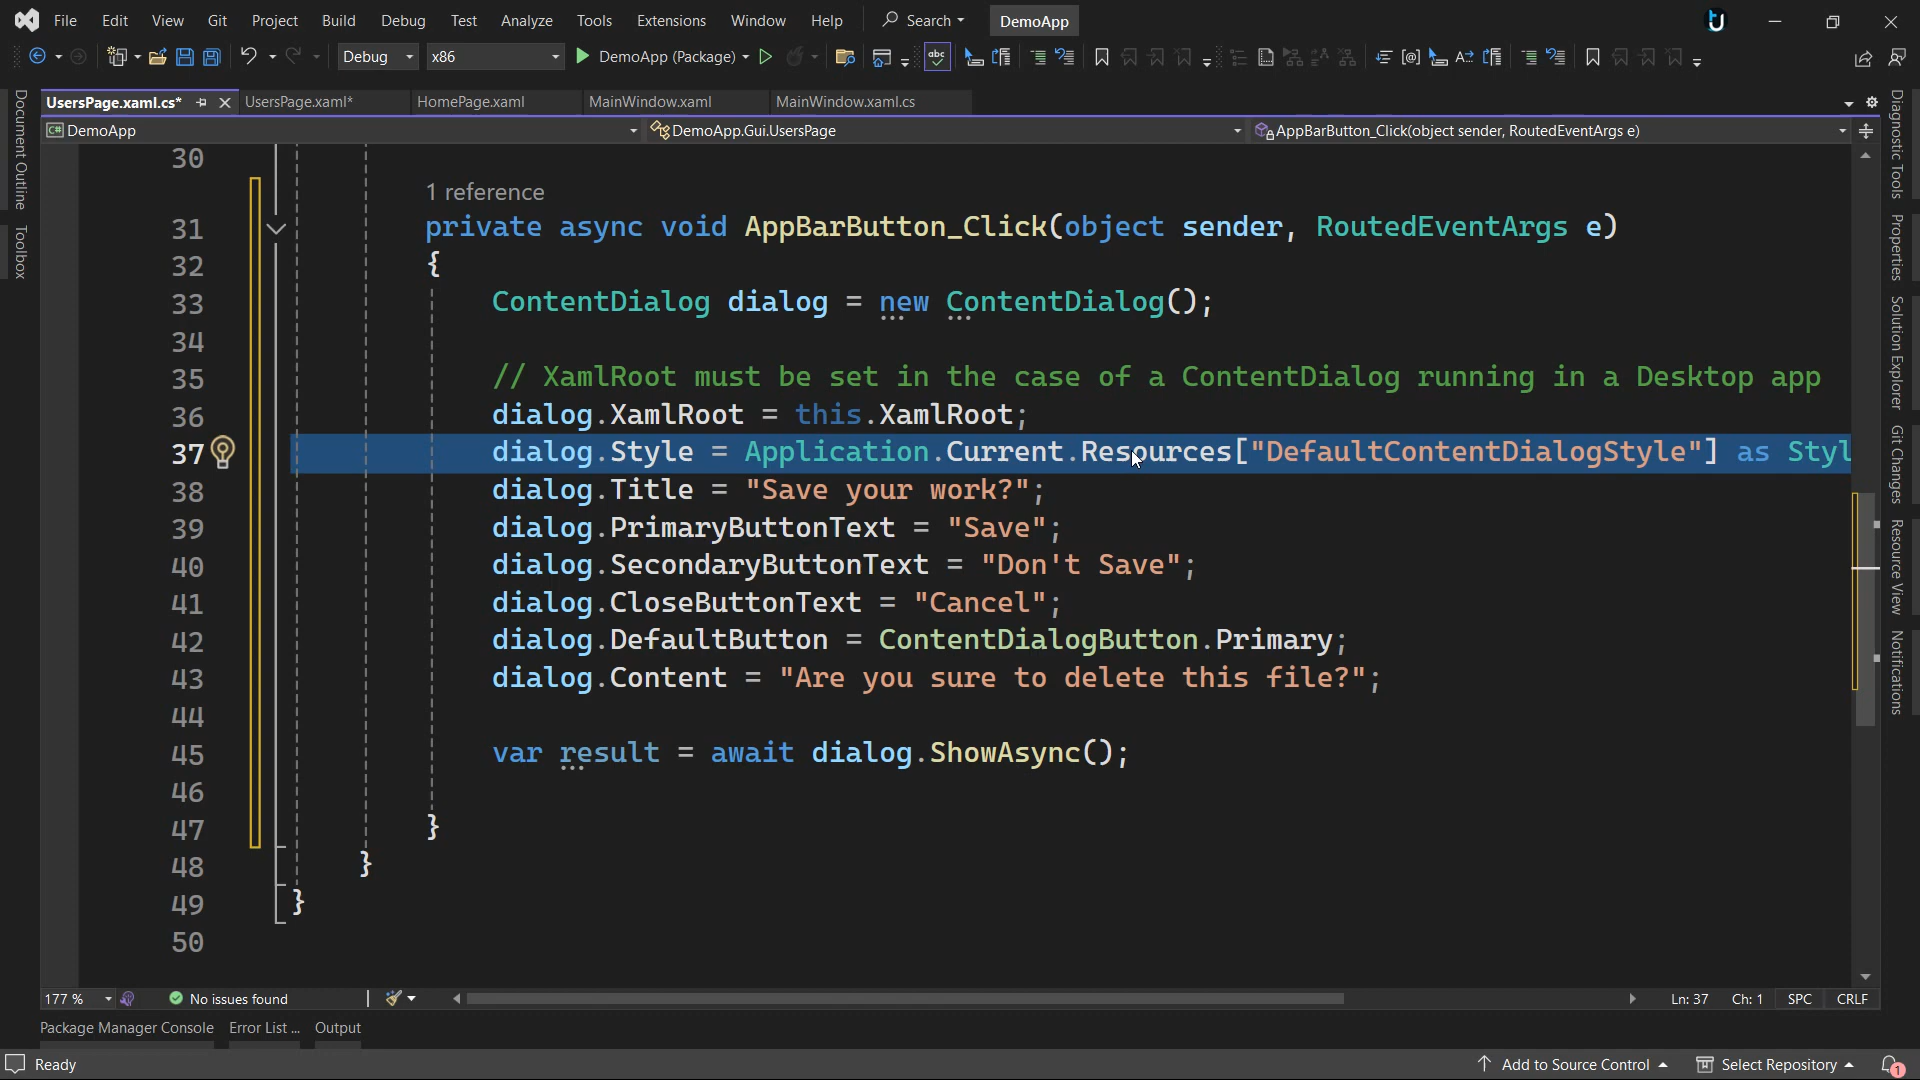 File Edit View Git Project Build Debug Test Analyze Tools Extensions Window Help Search DemoApp
Debug x86 DemoApp (Package)
UsersPage.xaml.cs* UsersPage.xaml* HomePage.xaml MainWindow.xaml MainWindow.xaml.cs
C# DemoApp DemoApp.Gui.UsersPage AppBarButton_Click(object sender, RoutedEventArgs e)
Document Outline
Toolbox
30
1 reference
31 private async void AppBarButton_Click(object sender, RoutedEventArgs e)
32 {
33 ContentDialog dialog = new ContentDialog();
34
35 // XamlRoot must be set in the case of a ContentDialog running in a Desktop app
36 dialog.XamlRoot = this.XamlRoot;
37 dialog.Style = Application.Current.Resources["DefaultContentDialogStyle"] as Styl
38 dialog.Title = "Save your work?";
39 dialog.PrimaryButtonText = "Save";
40 dialog.SecondaryButtonText = "Don't Save";
41 dialog.CloseButtonText = "Cancel";
42 dialog.DefaultButton = ContentDialogButton.Primary;
43 dialog.Content = "Are you sure to delete this file?";
44
45 var result = await dialog.ShowAsync();
46
47 }
48 }
49 }
50
Diagnostic Tools
Properties
Solution Explorer
Git Changes
Resource View
Notifications
177 % No issues found Ln: 37 Ch: 1 SPC CRLF
Package Manager Console Error List ... Output
Ready Add to Source Control Select Repository 1